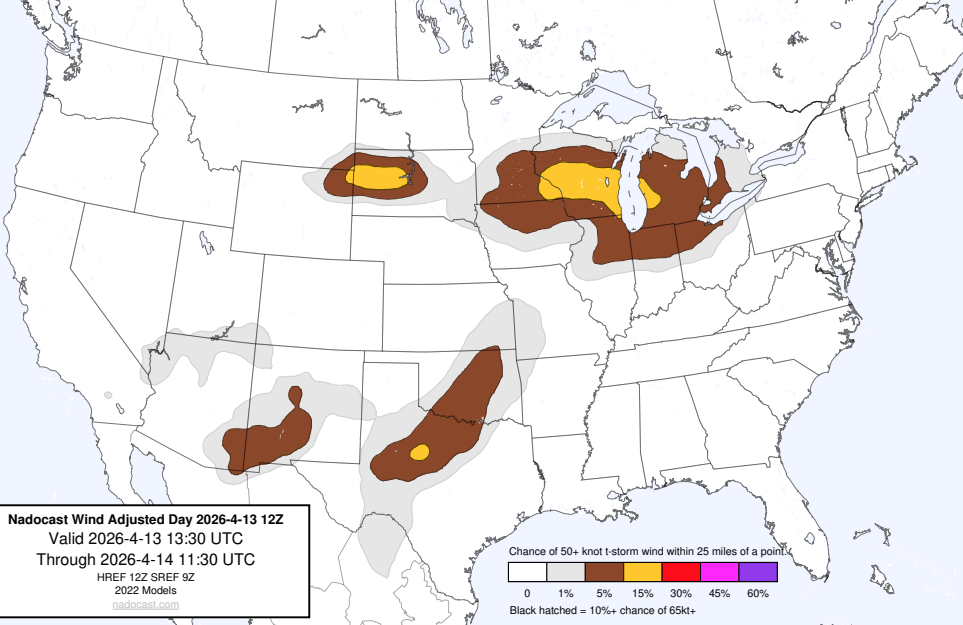 Nadocast Wind Adjusted Day 2026-4-13 12Z
Valid 2026-4-13 13:30 UTC
Through 2026-4-14 11:30 UTC
HREF 12Z SREF 9Z
2022 Models
nadocast.com
Chance of 50+ knot t-storm wind within 25 miles of a point.
0 1% 5% 15% 30% 45% 60%
Black hatched = 10%+ chance of 65kt+